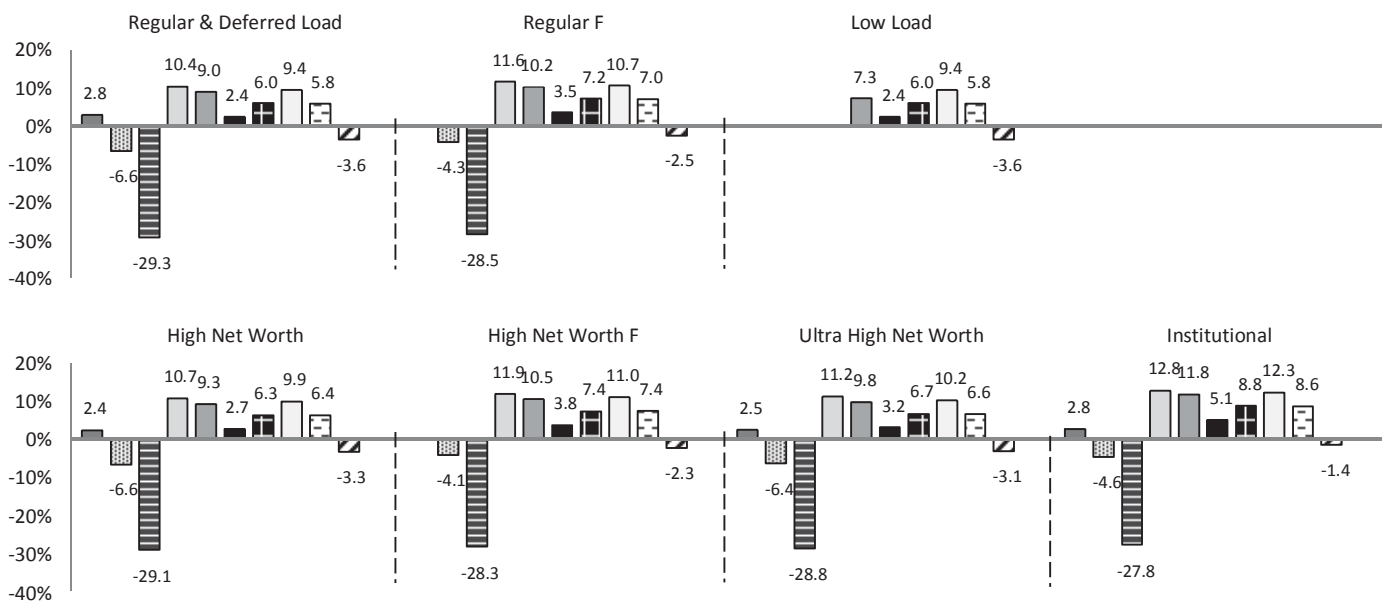 Regular & Deferred Load Regular F Low Load
20%
10%
0%
-10%
-20%
-30%
-40%
2.8 -6.6 -29.3 10.4 9.0 2.4 6.0 9.4 5.8 -3.6
-4.3 -28.5 11.6 10.2 3.5 7.2 10.7 7.0 -2.5
7.3 2.4 6.0 9.4 5.8 -3.6
High Net Worth High Net Worth F Ultra High Net Worth Institutional
20%
10%
0%
-10%
-20%
-30%
-40%
2.4 -6.6 -29.1 10.7 9.3 2.7 6.3 9.9 6.4 -3.3
-4.1 -28.3 11.9 10.5 3.8 7.4 11.0 7.4 -2.3
2.5 -6.4 -28.8 11.2 9.8 3.2 6.7 10.2 6.6 -3.1
2.8 -4.6 -27.8 12.8 11.8 5.1 8.8 12.3 8.6 -1.4